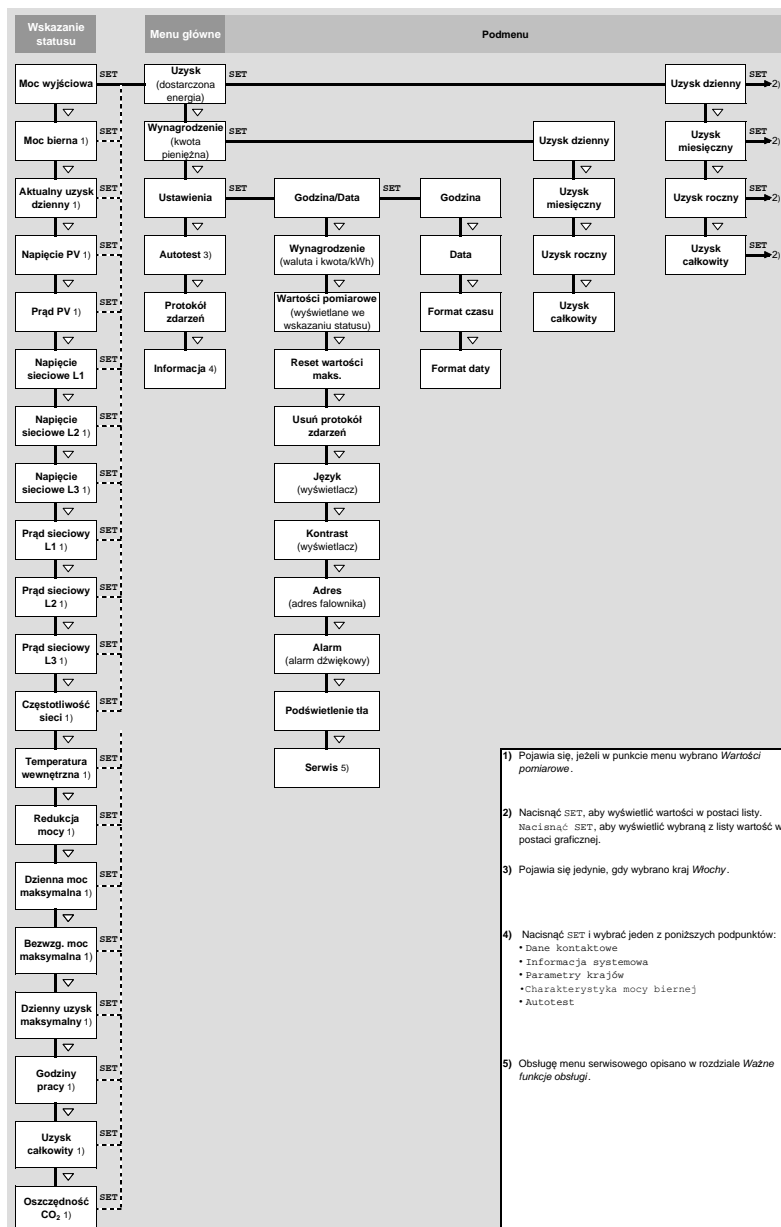 Wskazanie
statusu
Menu główne
Podmenu
Moc wyjściowa
SET
Uzysk
(dostarczona
energia)
SET
Uzysk dzienny
SET
2)
Moc bierna 1)
SET
Wynagrodzenie
(kwota
pieniężna)
SET
Uzysk dzienny
Uzysk
miesięczny
SET
2)
Aktualny uzysk
dzienny 1)
SET
Ustawienia
SET
Godzina/Data
SET
Godzina
Uzysk
miesięczny
Uzysk roczny
SET
2)
Napięcie PV 1)
SET
Autotest 3)
Wynagrodzenie
(waluta i kwota/kWh)
Data
Uzysk roczny
Uzysk
całkowity
SET
2)
Prąd PV 1)
SET
Protokół
zdarzeń
Wartości pomiarowe
(wyświetlane we
wskazaniu statusu)
Format czasu
Uzysk
całkowity
Napięcie
sieciowe L1
SET
Informacja 4)
Reset wartości
maks.
Format daty
Napięcie
sieciowe L2 1)
SET
Usuń protokół
zdarzeń
Napięcie
sieciowe L3 1)
SET
Język
(wyświetlacz)
Prąd sieciowy
L1 1)
SET
Kontrast
(wyświetlacz)
Prąd sieciowy
L2 1)
SET
Adres
(adres falownika)
Prąd sieciowy
L3 1)
SET
Alarm
(alarm dźwiękowy)
Częstotliwość
sieci 1)
SET
Podświetlenie tła
Temperatura
wewnętrzna 1)
SET
Serwis 5)
Redukcja
mocy 1)
SET
Dzienna moc
maksymalna 1)
SET
Bezwzg. moc
maksymalna 1)
SET
Dzienny uzysk
maksymalny 1)
SET
Godziny
pracy 1)
SET
Uzysk
całkowity 1)
SET
Oszczędność
CO2 1)
SET
1) Pojawia się, jeżeli w punkcie menu wybrano Wartości
pomiarowe.
2) Nacisnąć SET, aby wyświetlić wartości w postaci listy.
Nacisnąć SET, aby wyświetlić wybraną z listy wartość w
postaci graficznej.
3) Pojawia się jedynie, gdy wybrano kraj Włochy.
4) Nacisnąć SET i wybrać jeden z poniższych podpunktów:
• Dane kontaktowe
• Informacja systemowa
• Parametry krajów
•Charakterystyka mocy biernej
• Autotest
5) Obsługę menu serwisowego opisano w rozdziale Ważne
funkcje obsługi.